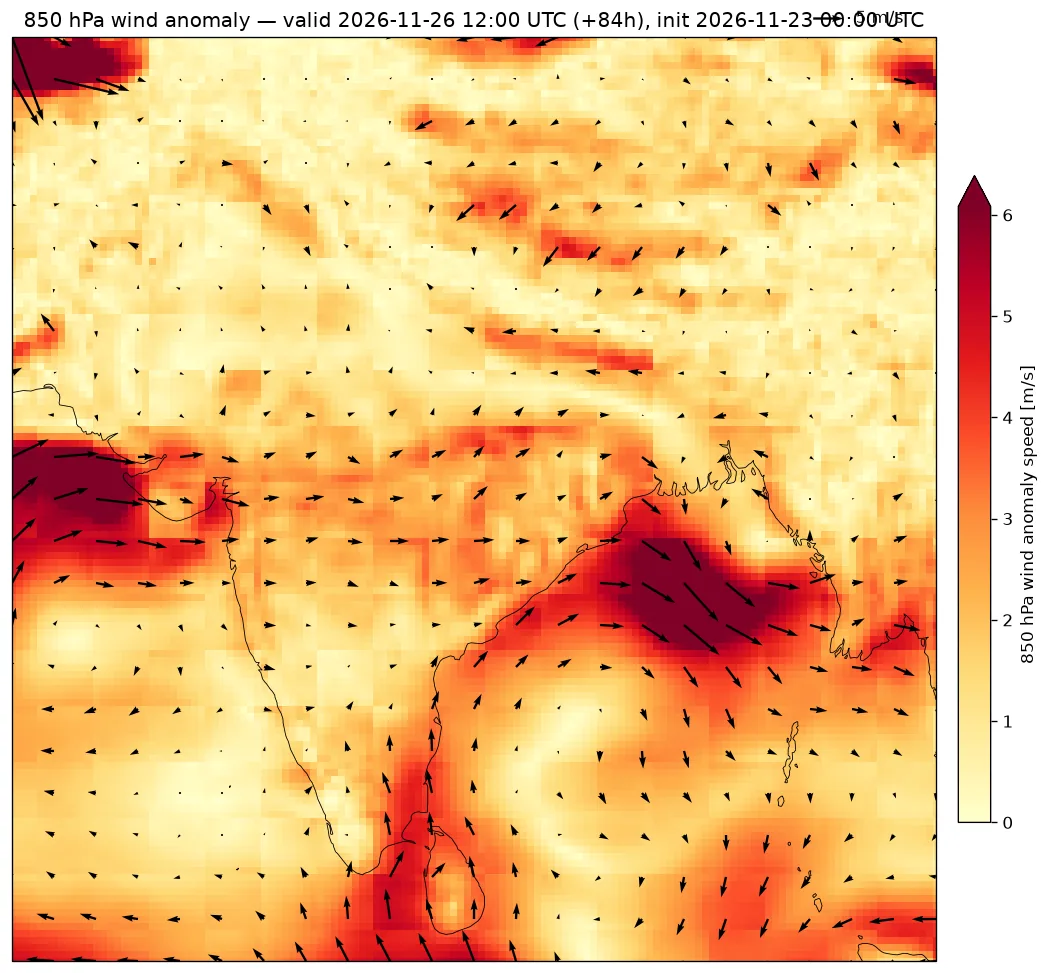 850 hPa wind anomaly — valid 2026-11-26 12:00 UTC (+84h), init 2026-11-23 00:00 UTC
5 m/s
6
5
4
3
2
1
0
850 hPa wind anomaly speed [m/s]